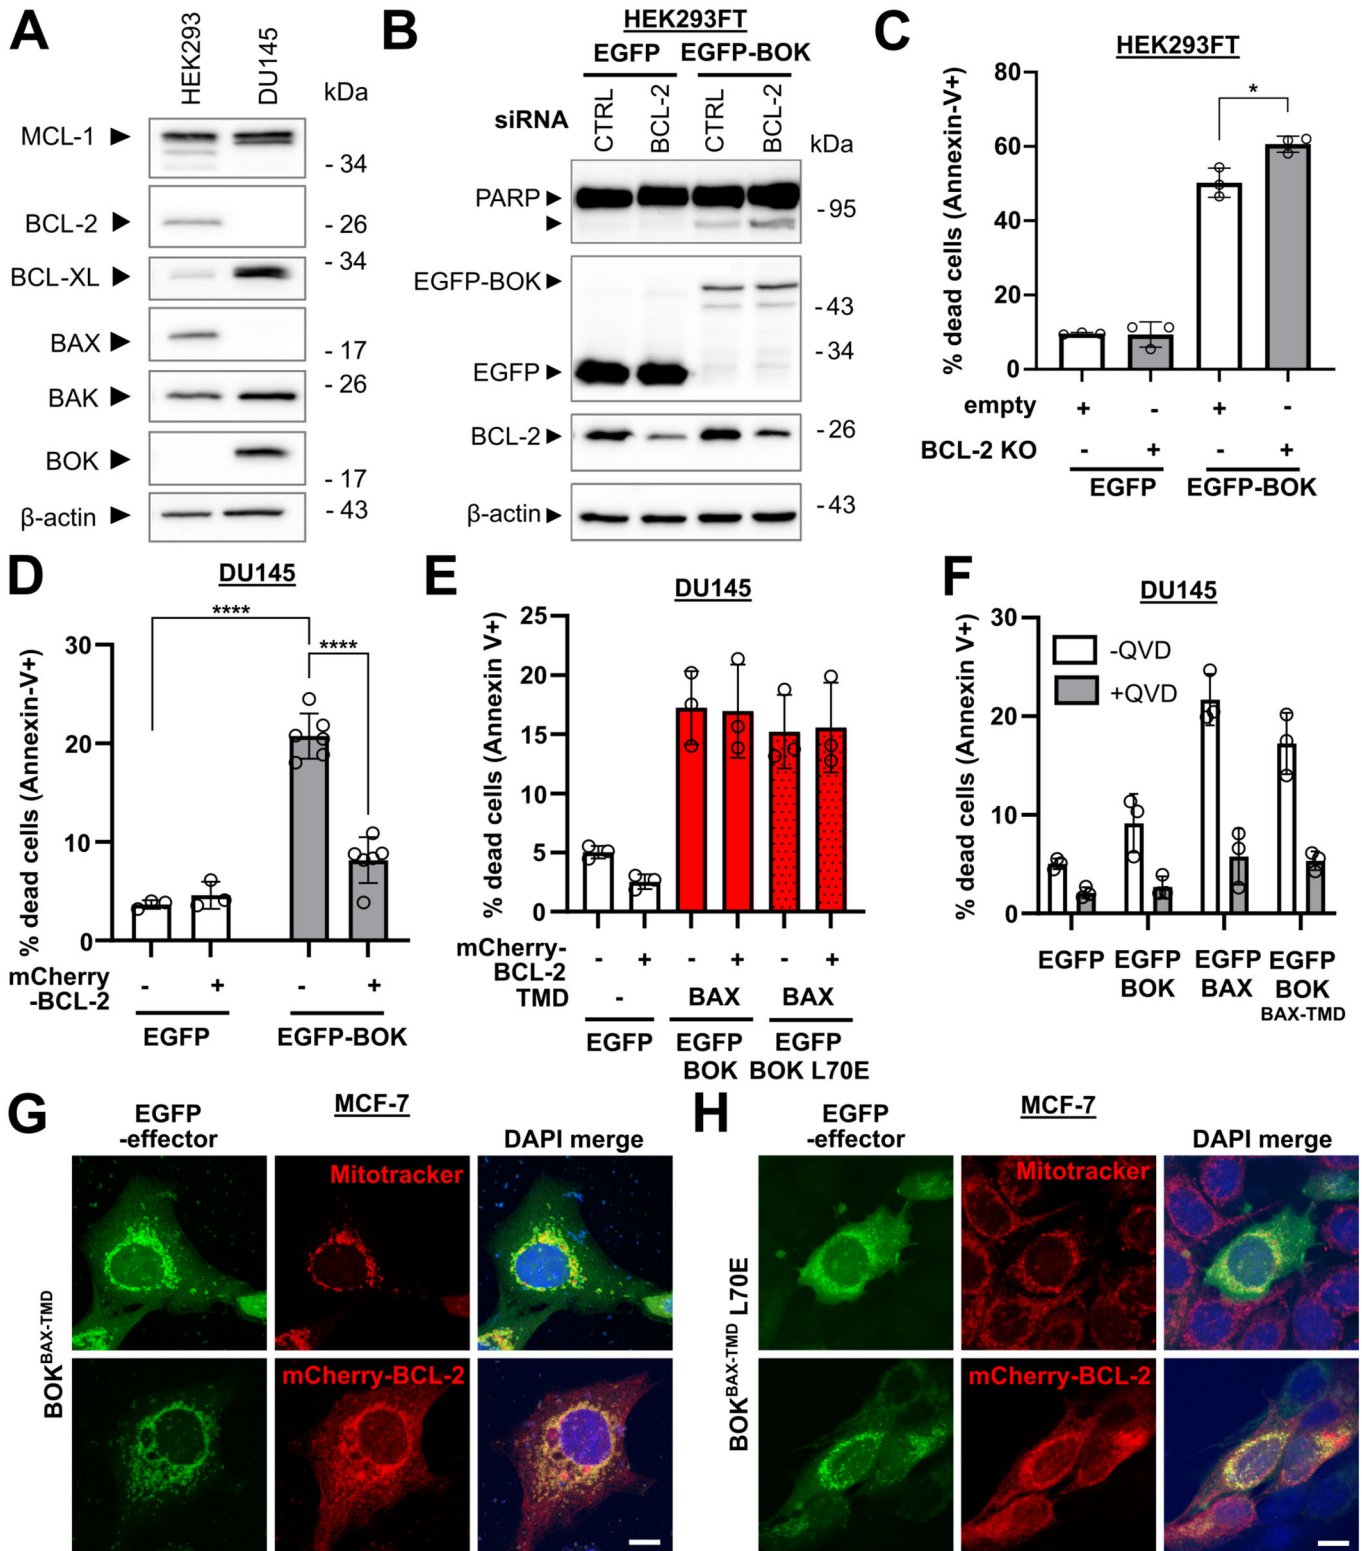 A
HEK293
DU145
kDa
MCL-1
- 34
BCL-2
- 26
- 34
BCL-XL
BAX
- 17
- 26
BAK
BOK
- 17
β-actin
- 43
B
HEK293FT
EGFP
EGFP-BOK
siRNA
CTRL
BCL-2
CTRL
BCL-2
kDa
PARP
- 95
EGFP-BOK
- 43
- 34
EGFP
BCL-2
- 26
β-actin
- 43
C
HEK293FT
% dead cells (Annexin-V+)
80
60
40
20
0
*
empty + - + -
BCL-2 KO - + - +
EGFP EGFP-BOK
D
DU145
% dead cells (Annexin-V+)
30
20
10
0
****
****
mCherry
-BCL-2
- + - +
EGFP EGFP-BOK
E
DU145
% dead cells (Annexin V+)
25
20
15
10
5
0
mCherry-
BCL-2
- + - + - +
TMD - BAX BAX
EGFP EGFP EGFP
BOK BOK L70E
F
DU145
% dead cells (Annexin V+)
30
20
10
0
-QVD
+QVD
EGFP EGFP EGFP EGFP
BOK BAX BOK
BAX-TMD
G
MCF-7
EGFP
-effector
DAPI merge
Mitotracker
BOK BAX-TMD
mCherry-BCL-2
H
MCF-7
EGFP
-effector
DAPI merge
Mitotracker
BOK BAX-TMD L70E
mCherry-BCL-2